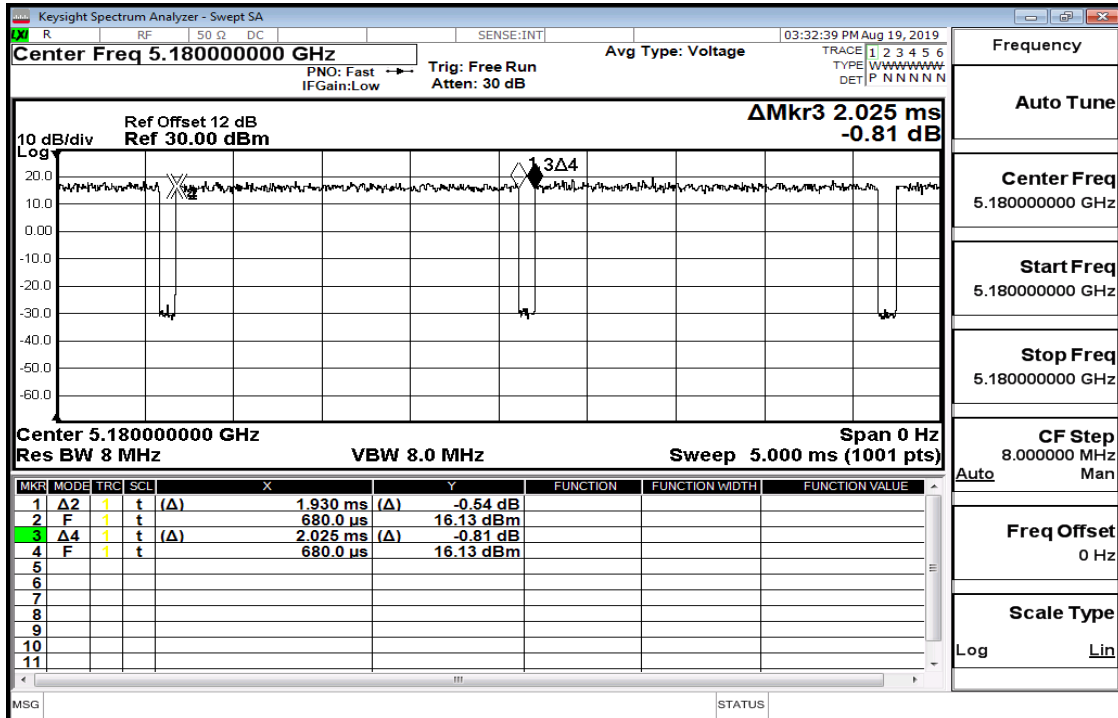 Keysight Spectrum Analyzer - Swept SA
LXI R RF 50 Ω DC SENSE:INT 03:32:39 PM Aug 19, 2019
Center Freq 5.180000000 GHz
PNO: Fast
IFGain:Low
Trig: Free Run
Atten: 30 dB
Avg Type: Voltage
TRACE 1 2 3 4 5 6
TYPE WWWWWW
DET P N N N N N
Ref Offset 12 dB
10 dB/div Ref 30.00 dBm
Log
ΔMkr3 2.025 ms
-0.81 dB
20.0
10.0
0.00
-10.0
-20.0
-30.0
-40.0
-50.0
-60.0
3Δ4
Center 5.180000000 GHz Span 0 Hz
Res BW 8 MHz VBW 8.0 MHz Sweep 5.000 ms (1001 pts)
MKR MODE TRC SCL X Y FUNCTION FUNCTION WIDTH FUNCTION VALUE
1 Δ2 1 t (Δ) 1.930 ms (Δ) -0.54 dB
2 F 1 t 680.0 µs 16.13 dBm
3 Δ4 1 t (Δ) 2.025 ms (Δ) -0.81 dB
4 F 1 t 680.0 µs 16.13 dBm
5
6
7
8
9
10
11
MSG STATUS
Frequency
Auto Tune
Center Freq
5.180000000 GHz
Start Freq
5.180000000 GHz
Stop Freq
5.180000000 GHz
CF Step
8.000000 MHz
Auto Man
Freq Offset
0 Hz
Scale Type
Log Lin